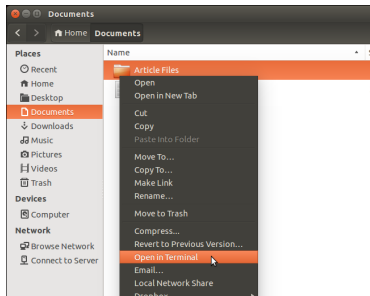 Documents
Home Documents
Places
Name
Recent
Article Files
Home
Open
Desktop
Open in New Tab
Documents
Cut
Downloads
Copy
Music
Paste Into Folder
Pictures
Move To...
Videos
Copy To...
Trash
Make Link
Rename...
Devices
Move to Trash
Computer
Network
Compress...
Browse Network
Revert to Previous Version...
Connect to Server
Open in Terminal
Email...
Local Network Share
Dropbox